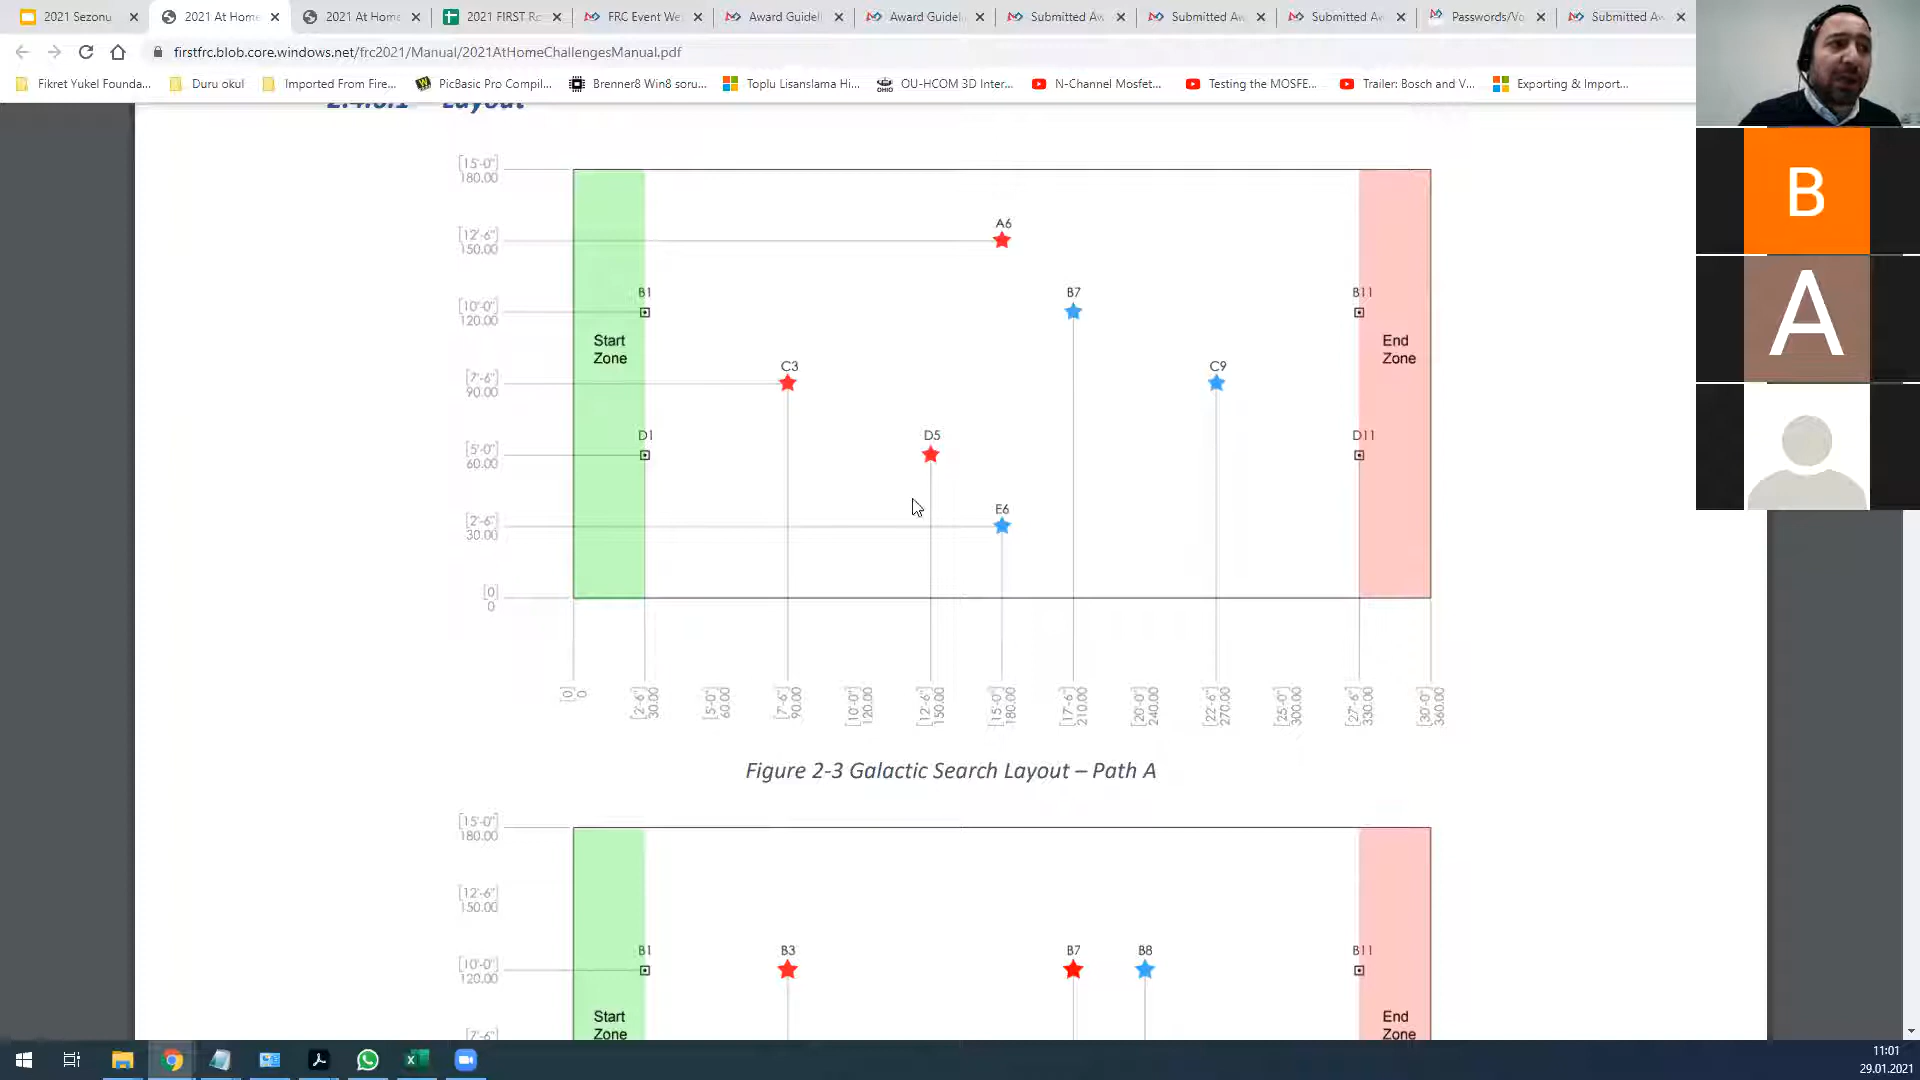 2021 Sezonu
2021 At Home
2021 At Home
2021 FIRST Ro
FRC Event We
Award Guidel
Award Guidel
Submitted Aw
Submitted Aw
Submitted Aw
Passwords/Vo
Submitted Aw
firstfrc.blob.core.windows.net/frc2021/Manual/2021AtHomeChallengesManual.pdf
Fikret Yukel Founda...
Duru okul
Imported From Fire...
PicBasic Pro Compil...
Brenner8 Win8 soru...
Toplu Lisanslama Hi...
OU-HCOM 3D Inter...
N-Channel Mosfet...
Testing the MOSFE...
Trailer: Bosch and V...
Exporting & Import...
Layout
[15'-0"]
180.00
[12'-6"]
150.00
[10'-0"]
120.00
[7'-6"]
90.00
[5'-0"]
60.00
[2'-6"]
30.00
[0]
0
Start
Zone
End
Zone
A6
B1
B7
B11
C3
C9
D1
D5
D11
E6
[0]
0
[2'-6"]
30.00
[5'-0"]
60.00
[7'-6"]
90.00
[10'-0"]
120.00
[12'-6"]
150.00
[15'-0"]
180.00
[17'-6"]
210.00
[20'-0"]
240.00
[22'-6"]
270.00
[25'-0"]
300.00
[27'-6"]
330.00
[30'-0"]
360.00
Figure 2-3 Galactic Search Layout – Path A
[15'-0"]
180.00
[12'-6"]
150.00
[10'-0"]
120.00
[7'-6"]
B1
B3
B7
B8
B11
Start
Zone
End
Zone
B
A
11:01
29.01.2021